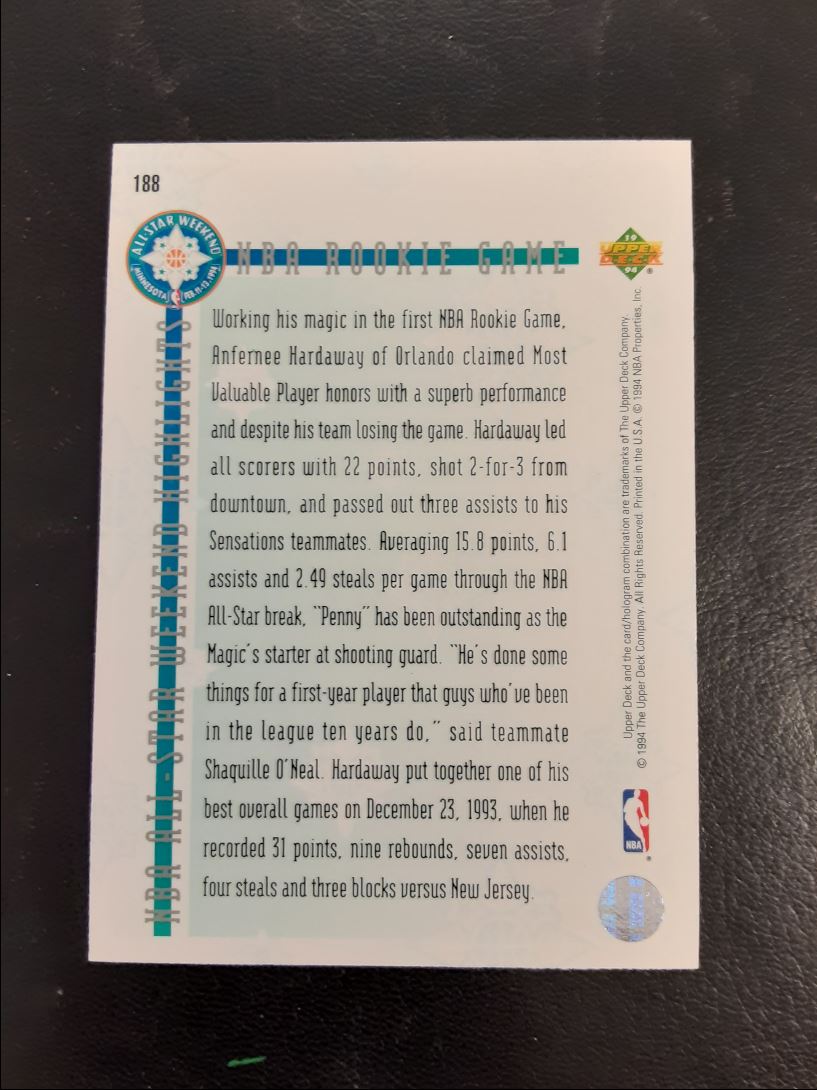 188
ALL-STAR WEEKEND
MINNESOTA FEB. 11-13, 1994
NBA ROOKIE GAME
19 UPPER DECK 94 ®
NBA ALL-STAR WEEKEND HIGHLIGHTS
Working his magic in the first NBA Rookie Game,
Anfernee Hardaway of Orlando claimed Most
Valuable Player honors with a superb performance
and despite his team losing the game. Hardaway led
all scorers with 22 points, shot 2-for-3 from
downtown, and passed out three assists to his
Sensations teammates. Averaging 15.8 points, 6.1
assists and 2.49 steals per game through the NBA
All-Star break, "Penny" has been outstanding as the
Magic's starter at shooting guard. "He's done some
things for a first-year player that guys who've been
in the league ten years do," said teammate
Shaquille O'Neal. Hardaway put together one of his
best overall games on December 23, 1993, when he
recorded 31 points, nine rebounds, seven assists,
four steals and three blocks versus New Jersey.
Upper Deck and the card/hologram combination are trademarks of The Upper Deck Company.
© 1994 The Upper Deck Company. All Rights Reserved. Printed in the U.S.A. © 1994 NBA Properties, Inc.
NBA ®